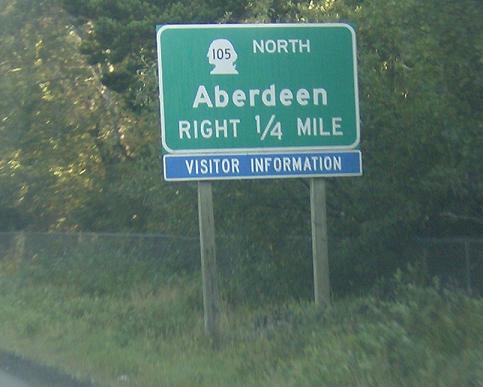 105 NORTH
Aberdeen
RIGHT 1/4 MILE
VISITOR INFORMATION